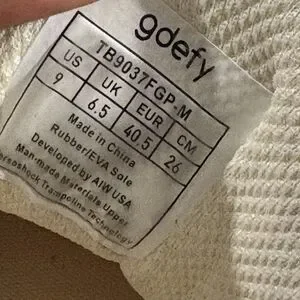 gdefy
TB9037FGP-M
US UK EUR CM
9 6.5 40.5 26
Made in China
Rubber/EVA Sole
Developed by AIW USA
Man-made Materials Upper
Trampeline Technology